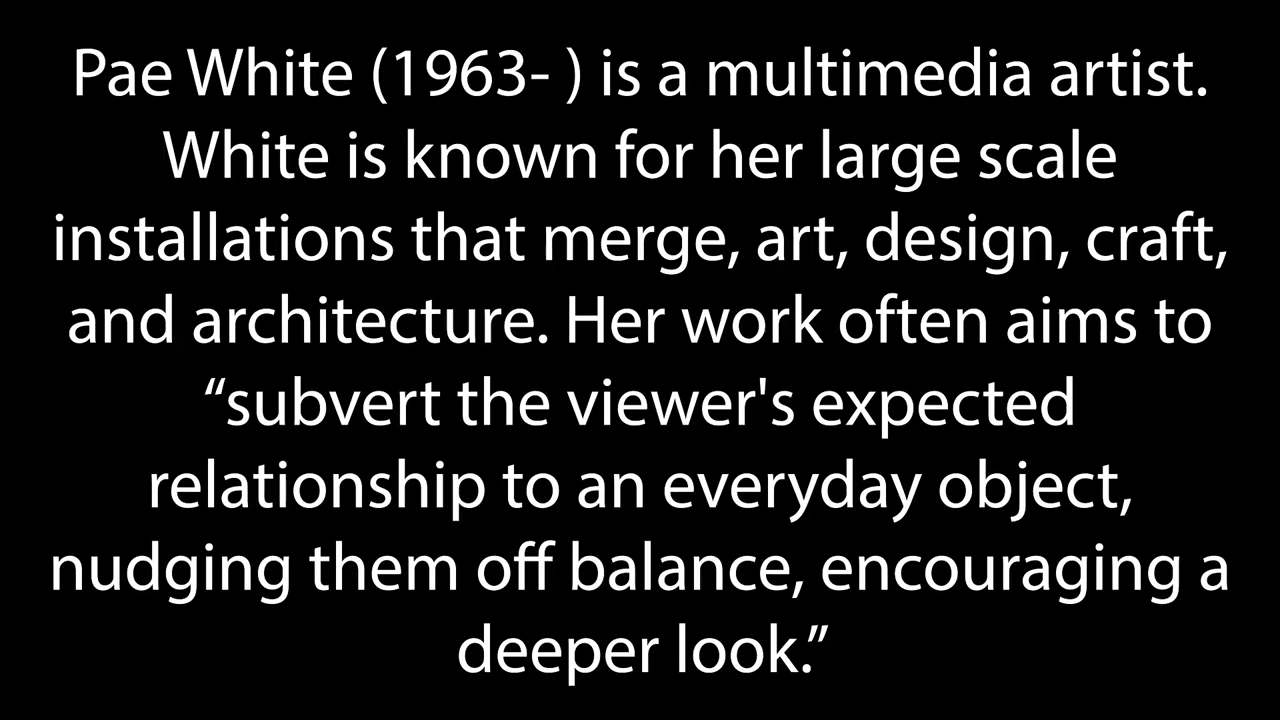 Pae White (1963- ) is a multimedia artist.
White is known for her large scale
installations that merge, art, design, craft,
and architecture. Her work often aims to
“subvert the viewer's expected
relationship to an everyday object,
nudging them off balance, encouraging a
deeper look.”